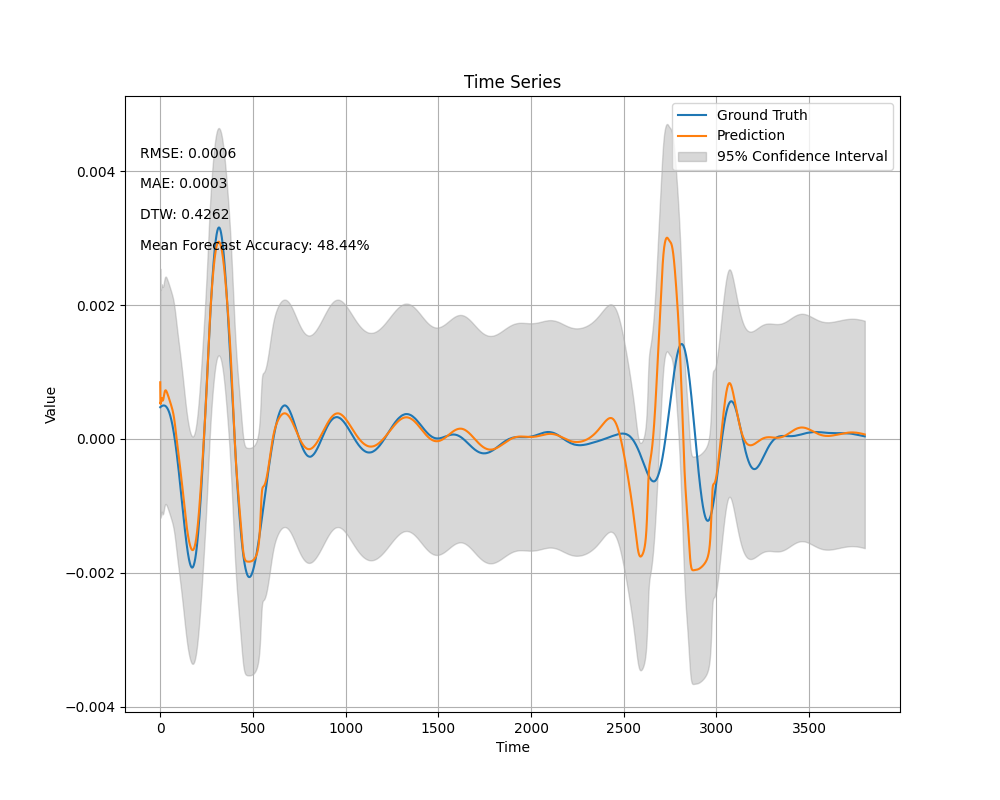 Time Series
Ground Truth
Prediction
95% Confidence Interval
RMSE: 0.0006
MAE: 0.0003
DTW: 0.4262
Mean Forecast Accuracy: 48.44%
0.004
0.002
0.000
−0.002
−0.004
Value
0 500 1000 1500 2000 2500 3000 3500
Time